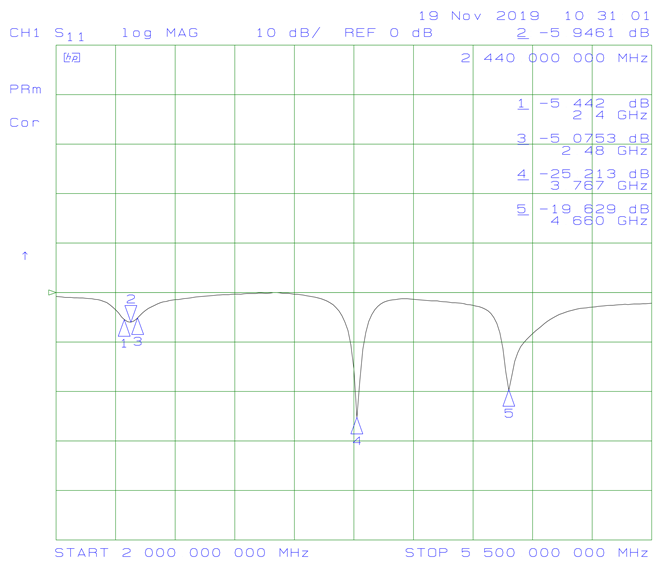 19 Nov 2019 10 31 01
CH1 S11 log MAG 10 dB/ REF 0 dB 2 -5 9461 dB
hp 2 440 000 000 MHz
PRm
1 -5 442 dB
2 4 GHz
Cor
3 -5 0753 dB
2 48 GHz
4 -25 213 dB
3 767 GHz
5 -19 629 dB
4 660 GHz
↑
2
1 3
5
4
START 2 000 000 000 MHz STOP 5 500 000 000 MHz